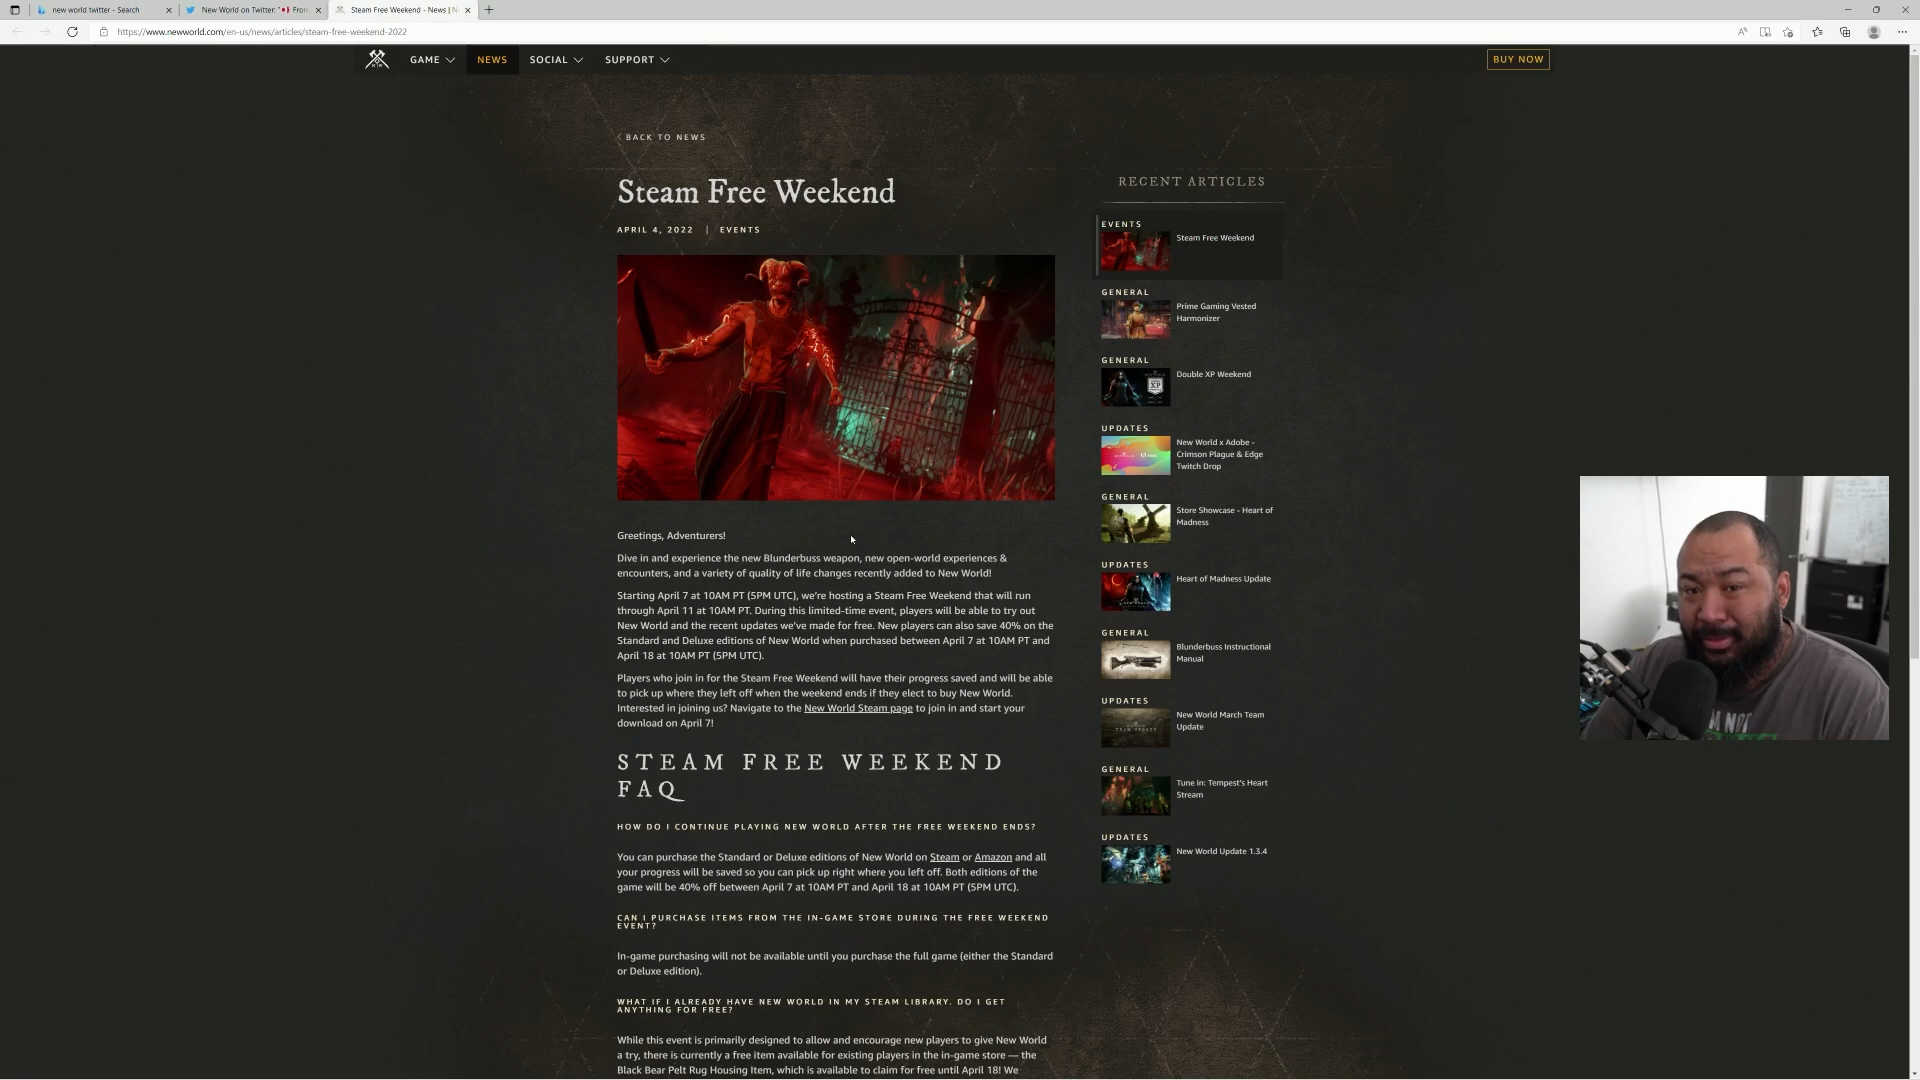 new world twitter - Search
New World on Twitter: "
Steam Free Weekend - News | N
https://www.newworld.com/en-us/news/articles/steam-free-weekend-2022
GAME
NEWS
SOCIAL
SUPPORT
BUY NOW
BACK TO NEWS
Steam Free Weekend
APRIL 4, 2022 | EVENTS
Greetings, Adventurers!
Dive in and experience the new Blunderbuss weapon, new open-world experiences &
encounters, and a variety of quality of life changes recently added to New World!
Starting April 7 at 10AM PT (5PM UTC), we're hosting a Steam Free Weekend that will run
through April 11 at 10AM PT. During this limited-time event, players will be able to try out
New World and the recent updates we've made for free. New players can also save 40% on the
Standard and Deluxe editions of New World when purchased between April 7 at 10AM PT and
April 18 at 10AM PT (5PM UTC).
Players who join in for the Steam Free Weekend will have their progress saved and will be able
to pick up where they left off when the weekend ends if they elect to buy New World.
Interested in joining us? Navigate to the New World Steam page to join in and start your
download on April 7!
STEAM FREE WEEKEND
FAQ
HOW DO I CONTINUE PLAYING NEW WORLD AFTER THE FREE WEEKEND ENDS?
You can purchase the Standard or Deluxe editions of New World on Steam or Amazon and all
your progress will be saved so you can pick up right where you left off. Both editions of the
game will be 40% off between April 7 at 10AM PT and April 18 at 10AM PT (5PM UTC).
CAN I PURCHASE ITEMS FROM THE IN-GAME STORE DURING THE FREE WEEKEND
EVENT?
In-game purchasing will not be available until you purchase the full game (either the Standard
or Deluxe edition).
WHAT IF I ALREADY HAVE NEW WORLD IN MY STEAM LIBRARY. DO I GET
ANYTHING FOR FREE?
While this event is primarily designed to allow and encourage new players to give New World
a try, there is currently a free item available for existing players in the in-game store — the
Black Bear Pelt Rug Housing Item, which is available to claim for free until April 18! We
RECENT ARTICLES
EVENTS
Steam Free Weekend
GENERAL
Prime Gaming Vested
Harmonizer
GENERAL
Double XP Weekend
UPDATES
New World x Adobe -
Crimson Plague & Edge
Twitch Drop
GENERAL
Store Showcase - Heart of
Madness
UPDATES
Heart of Madness Update
GENERAL
Blunderbuss Instructional
Manual
UPDATES
New World March Team
Update
GENERAL
Tune in: Tempest's Heart
Stream
UPDATES
New World Update 1.3.4